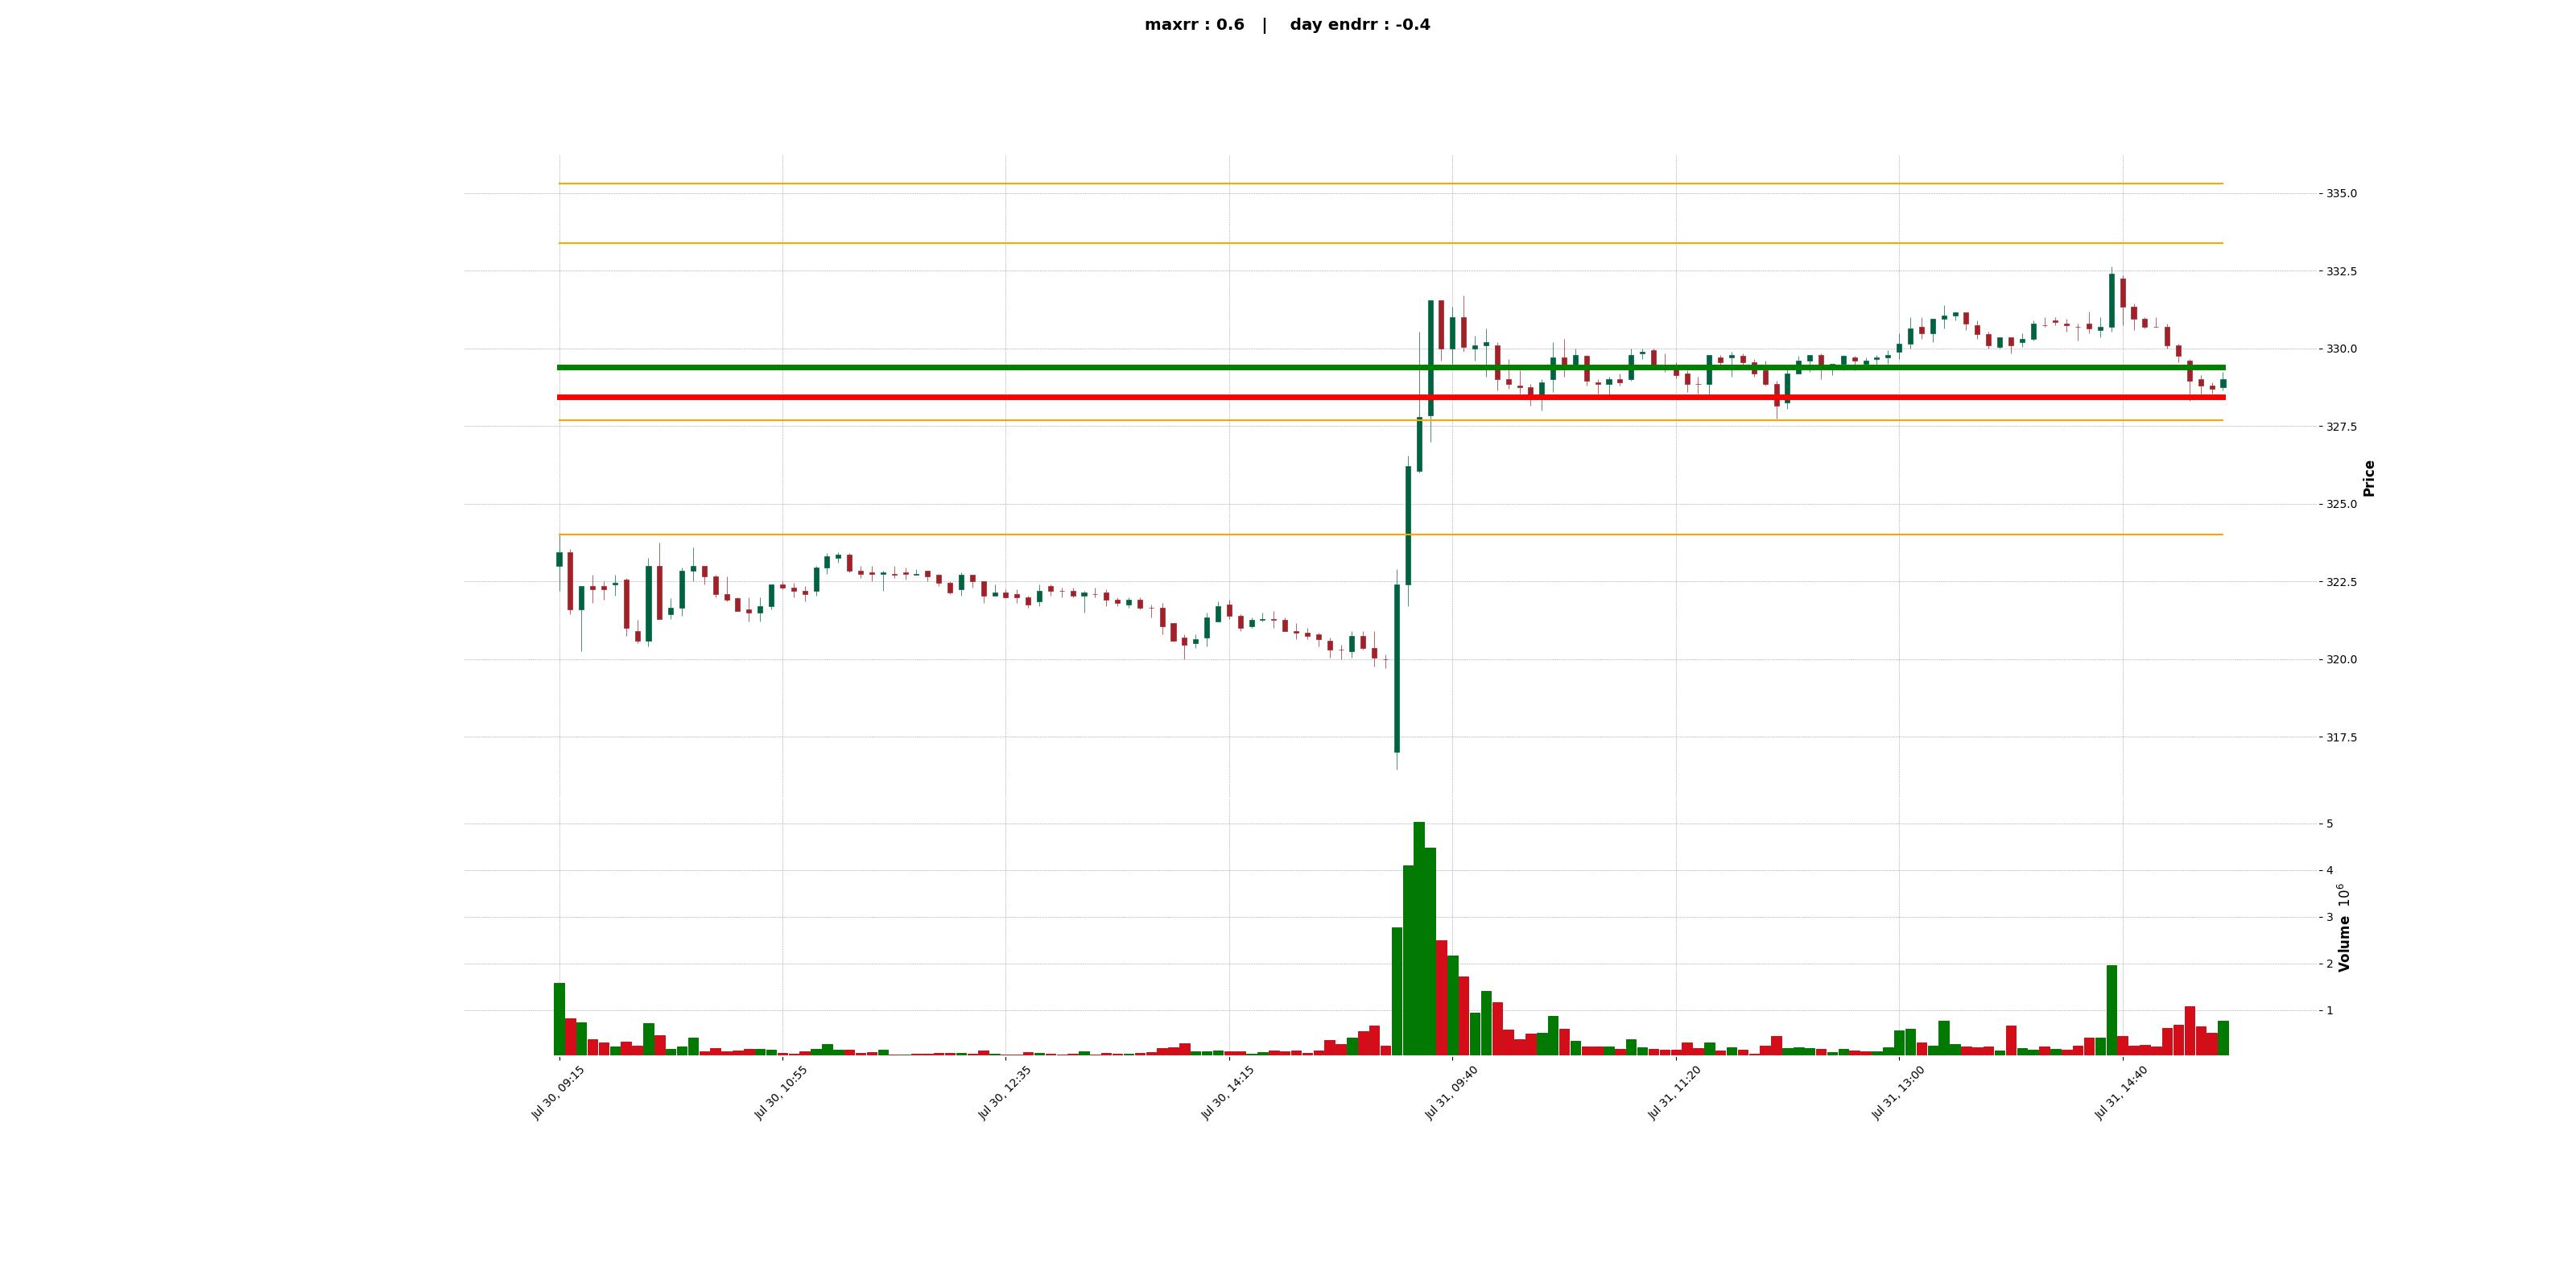 maxrr : 0.6 | day endrr : -0.4
335.0
332.5
330.0
327.5
325.0
322.5
320.0
317.5
Price
5
4
3
2
1
Volume 10^6
Jul 30, 09:15
Jul 30, 10:55
Jul 30, 12:35
Jul 30, 14:15
Jul 31, 09:40
Jul 31, 11:20
Jul 31, 13:00
Jul 31, 14:40